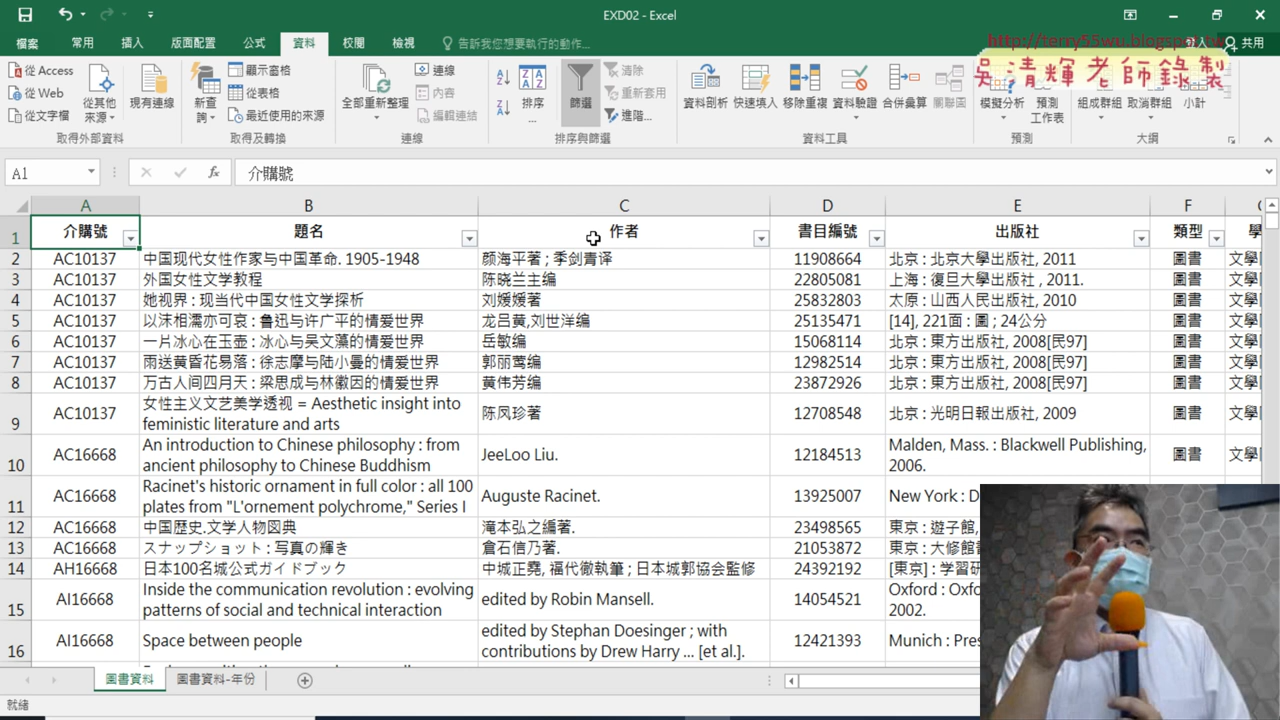 EXD02 - Excel
http://terry55wu.blogspot.tw
吳清輝老師錄製
檔案 常用 插入 版面配置 公式 資料 校閱 檢視 告訴我您想要執行的動作... 登入 共用
從 Access
從 Web
從文字檔
從其他來源
現有連線
取得外部資料
新查詢
顯示查詢
從表格
最近使用的來源
取得及轉換
全部重新整理
連線
內容
編輯連結
連線
排序...
篩選
清除
重新套用
進階...
排序與篩選
資料剖析 快速填入 移除重複 資料驗證 合併彙算 關聯圖
資料工具
模擬分析 預測工作表
預測
組成群組 取消群組 小計
大綱
A1 fx 介購號
A B C D E F
1 介購號 題名 作者 書目編號 出版社 類型 學
2 AC10137 中国现代女性作家与中国革命. 1905-1948 颜海平著 ; 季剑青译 11908664 北京 : 北京大學出版社, 2011 圖書
3 AC10137 外国女性文学教程 陈晓兰主编 22805081 上海 : 復旦大學出版社 , 2011. 圖書
4 AC10137 她视界 : 现当代中国女性文学探析 刘媛媛著 25832803 太原 : 山西人民出版社, 2010 圖書
5 AC10137 以沫相濡亦可哀 : 鲁迅与许广平的情爱世界 龙吕黄,刘世洋编 25135471 [14], 221面 : 圖 ; 24公分 圖書
6 AC10137 一片冰心在玉壶 : 冰心与吴文藻的情爱世界 岳敏编 15068114 北京 : 東方出版社, 2008[民97] 圖書
7 AC10137 雨送黄昏花易落 : 徐志摩与陆小曼的情爱世界 郭丽莺编 12982514 北京 : 東方出版社, 2008[民97] 圖書
8 AC10137 万古人间四月天 : 梁思成与林徽因的情爱世界 黄伟芳编 23872926 北京 : 東方出版社, 2008[民97] 圖書
9 AC10137 女性主义文艺美学透视 = Aesthetic insight into feministic literature and arts 陈凤珍著 12708548 北京 : 光明日報出版社, 2009 圖書
10 AC16668 An introduction to Chinese philosophy : from ancient philosophy to Chinese Buddhism JeeLoo Liu. 12184513 Malden, Mass. : Blackwell Publishing, 2006. 圖書
11 AC16668 Racinet's historic ornament in full color : all 100 plates from "L'ornement polychrome," Series I Auguste Racinet. 13925007 New York : D
12 AC16668 中国歴史.文学人物図典 滝本弘之編著. 23498565 東京 : 遊子館,
13 AC16668 スナップショット : 写真の輝き 倉石信乃著. 21053872 東京 : 大修館書
14 AH16668 日本100名城公式ガイドブック 中城正堯, 福代徹執筆 ; 日本城郭協会監修 24392192 [東京] : 学習研
15 AI16668 Inside the communication revolution : evolving patterns of social and technical interaction edited by Robin Mansell. 14054521 Oxford : Oxfo 2002.
16 AI16668 Space between people edited by Stephan Doesinger ; with contributions by Drew Harry ... [et al.]. 12421393 Munich : Pres
圖書資料 圖書資料-年份
就緒